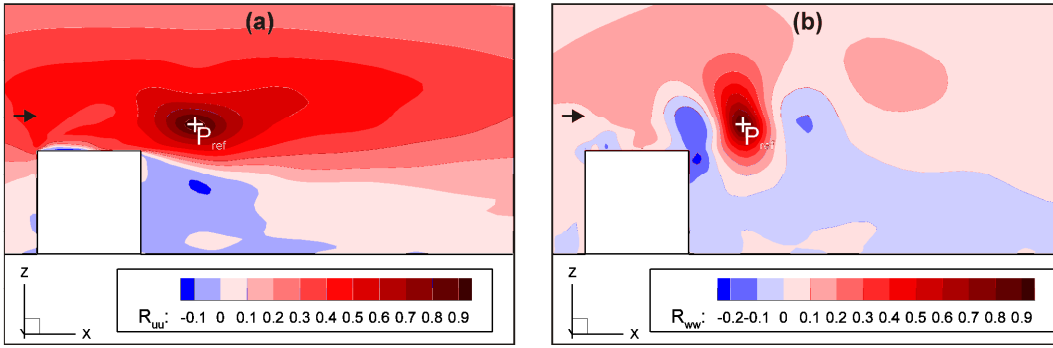 (a)
P ref
Z
Y X
R uu : -0.1 0 0.1 0.2 0.3 0.4 0.5 0.6 0.7 0.8 0.9
(b)
P ref
Z
Y X
R ww : -0.2 -0.1 0 0.1 0.2 0.3 0.4 0.5 0.6 0.7 0.8 0.9